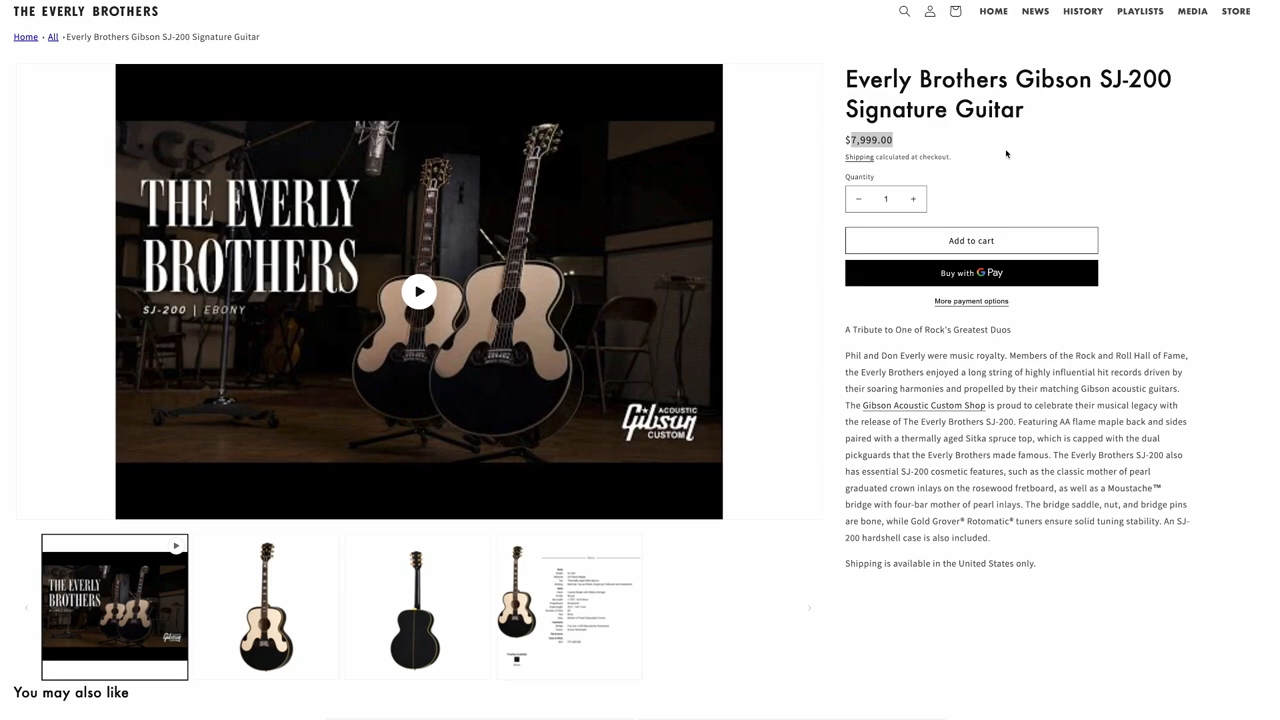 THE EVERLY BROTHERS
HOME NEWS HISTORY PLAYLISTS MEDIA STORE
Home • All • Everly Brothers Gibson SJ-200 Signature Guitar
THE EVERLY
BROTHERS
SJ-200 | EBONY
Gibson
ACOUSTIC
CUSTOM
Everly Brothers Gibson SJ-200
Signature Guitar
$7,999.00
Shipping calculated at checkout.
Quantity
− 1 +
Add to cart
Buy with G Pay
More payment options
A Tribute to One of Rock's Greatest Duos
Phil and Don Everly were music royalty. Members of the Rock and Roll Hall of Fame,
the Everly Brothers enjoyed a long string of highly influential hit records driven by
their soaring harmonies and propelled by their matching Gibson acoustic guitars.
The Gibson Acoustic Custom Shop is proud to celebrate their musical legacy with
the release of The Everly Brothers SJ-200. Featuring AA flame maple back and sides
paired with a thermally aged Sitka spruce top, which is capped with the dual
pickguards that the Everly Brothers made famous. The Everly Brothers SJ-200 also
has essential SJ-200 cosmetic features, such as the classic mother of pearl
graduated crown inlays on the rosewood fretboard, as well as a Moustache™
bridge with four-bar mother of pearl inlays. The bridge saddle, nut, and bridge pins
are bone, while Gold Grover® Rotomatic® tuners ensure solid tuning stability. An SJ-
200 hardshell case is also included.
Shipping is available in the United States only.
THE EVERLY
BROTHERS
Gibson
You may also like